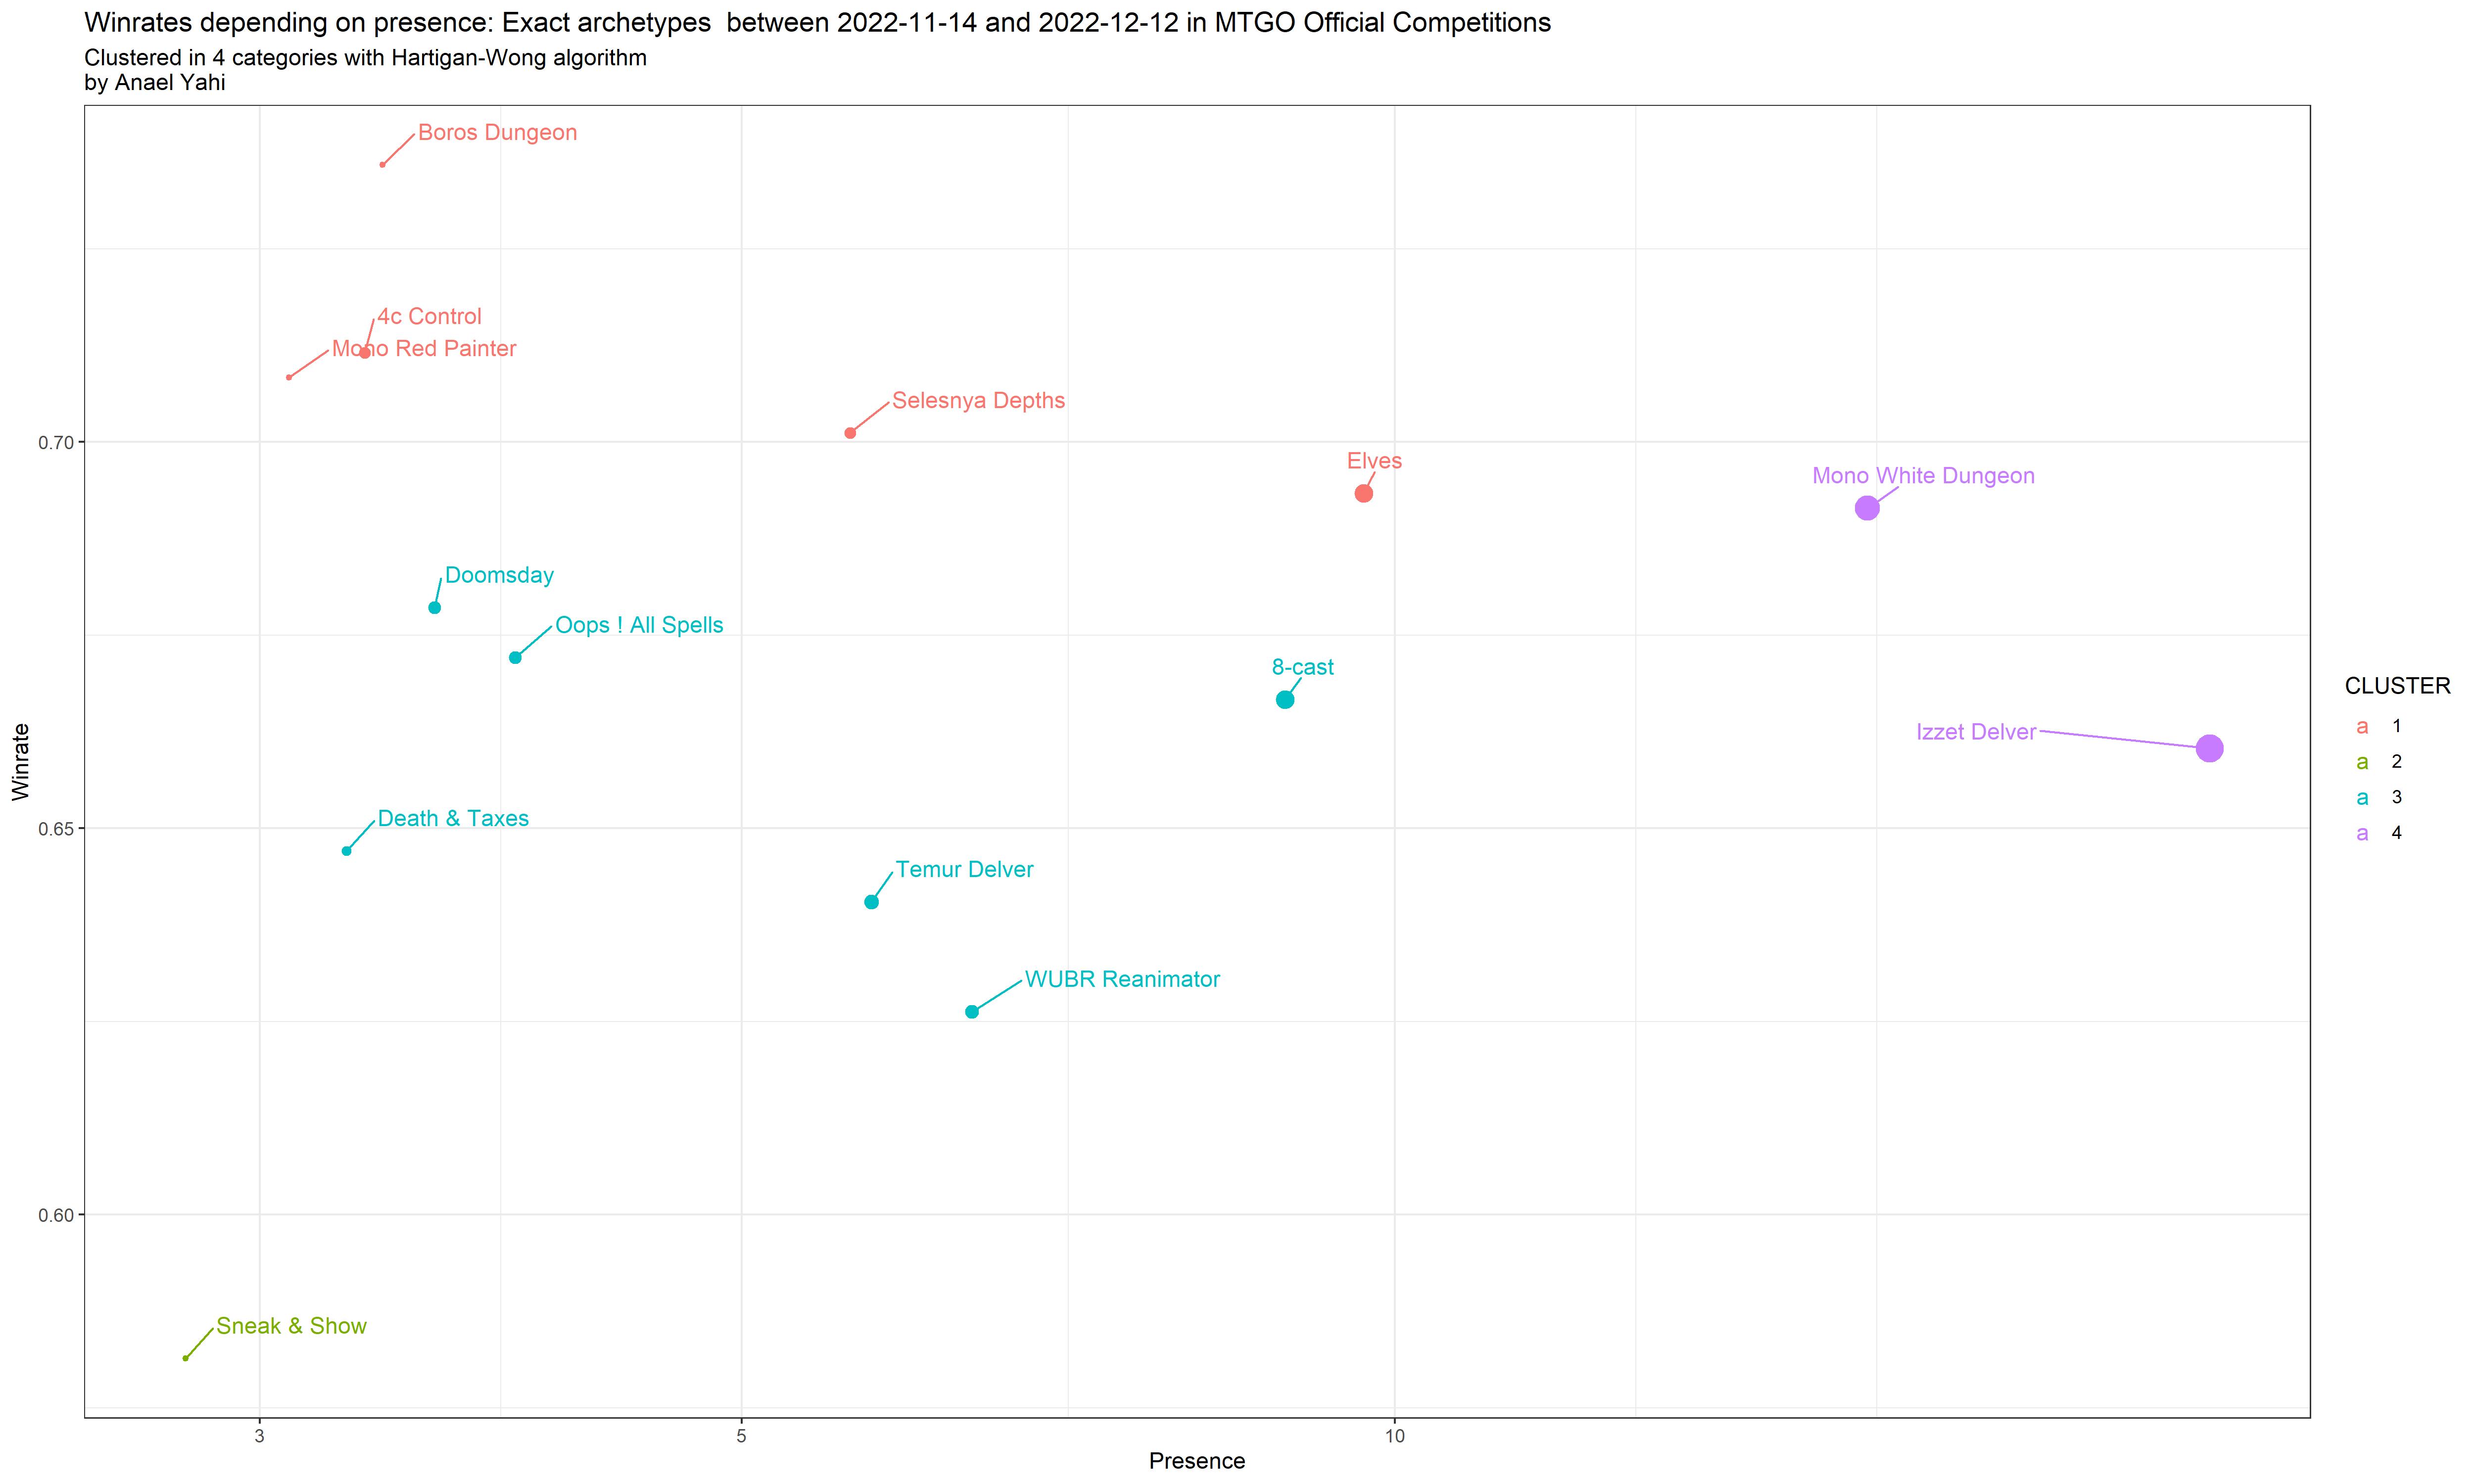 Winrates depending on presence: Exact archetypes  between 2022-11-14 and 2022-12-12 in MTGO Official Competitions
Clustered in 4 categories with Hartigan-Wong algorithm
by Anael Yahi
Boros Dungeon
4c Control
Mono Red Painter
Selesnya Depths
0.70
Elves
Mono White Dungeon
Doomsday
Oops ! All Spells
8-cast
Izzet Delver
Winrate
Death & Taxes
0.65
Temur Delver
WUBR Reanimator
0.60
Sneak & Show
3
5
10
Presence
CLUSTER
a 1
a 2
a 3
a 4